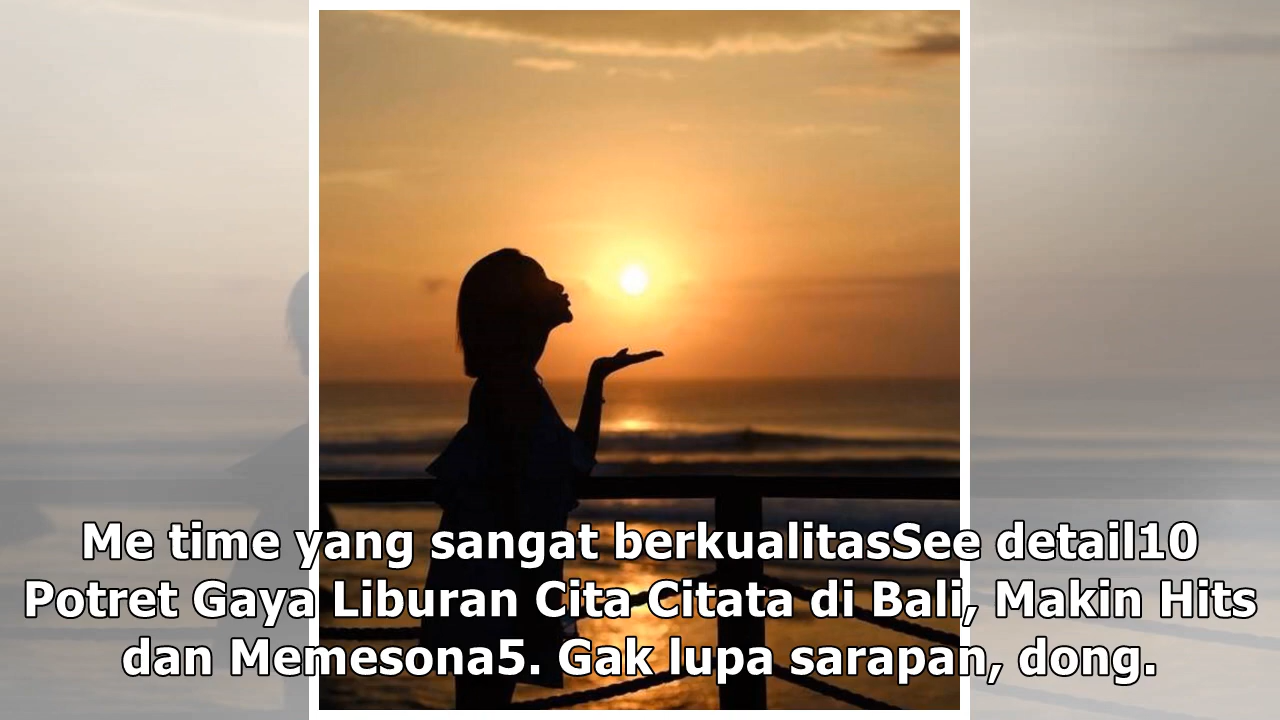 Me time yang sangat berkualitasSee detail10
Potret Gaya Liburan Cita Citata di Bali, Makin Hits
dan Memesona5. Gak lupa sarapan, dong.